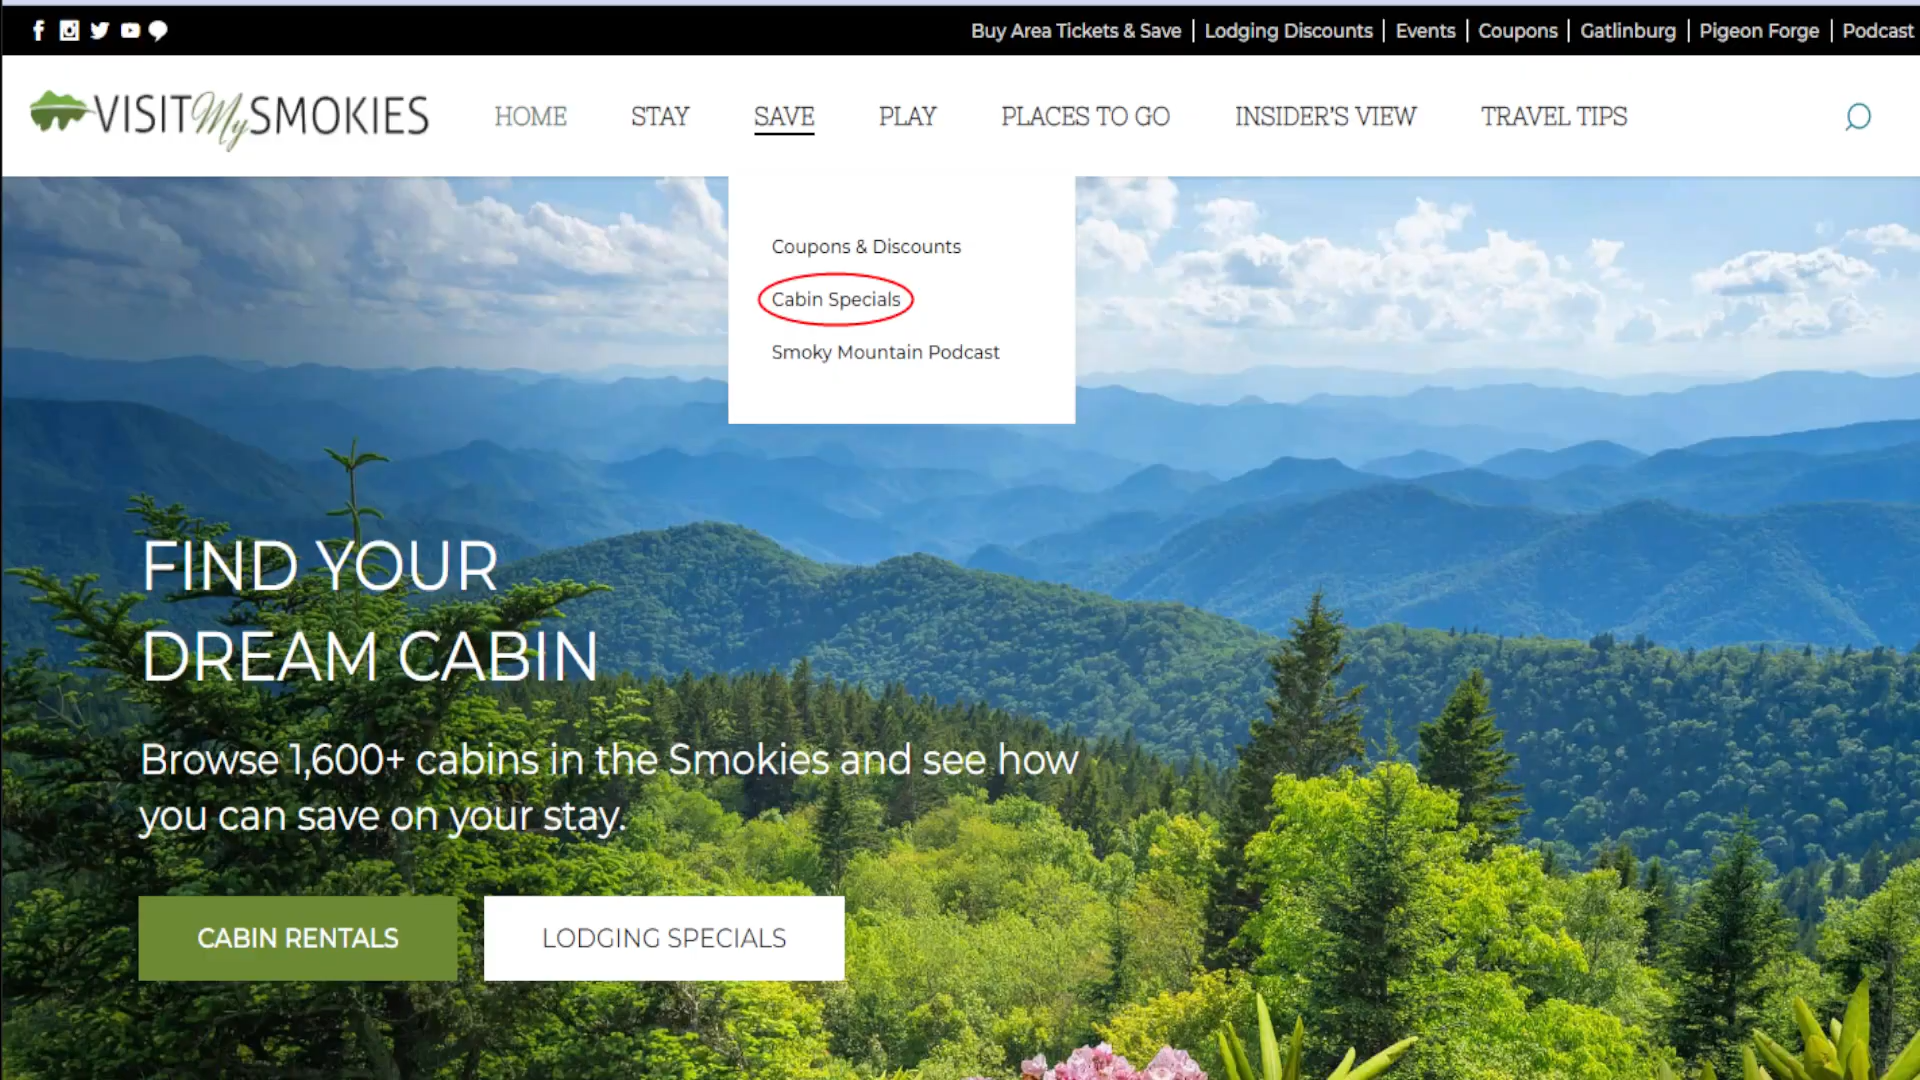 Buy Area Tickets & Save | Lodging Discounts | Events | Coupons | Gatlinburg | Pigeon Forge | Podcast
VISIT My SMOKIES
HOME STAY SAVE PLAY PLACES TO GO INSIDER'S VIEW TRAVEL TIPS
Coupons & Discounts
Cabin Specials
Smoky Mountain Podcast
FIND YOUR
DREAM CABIN
Browse 1,600+ cabins in the Smokies and see how
you can save on your stay.
CABIN RENTALS
LODGING SPECIALS